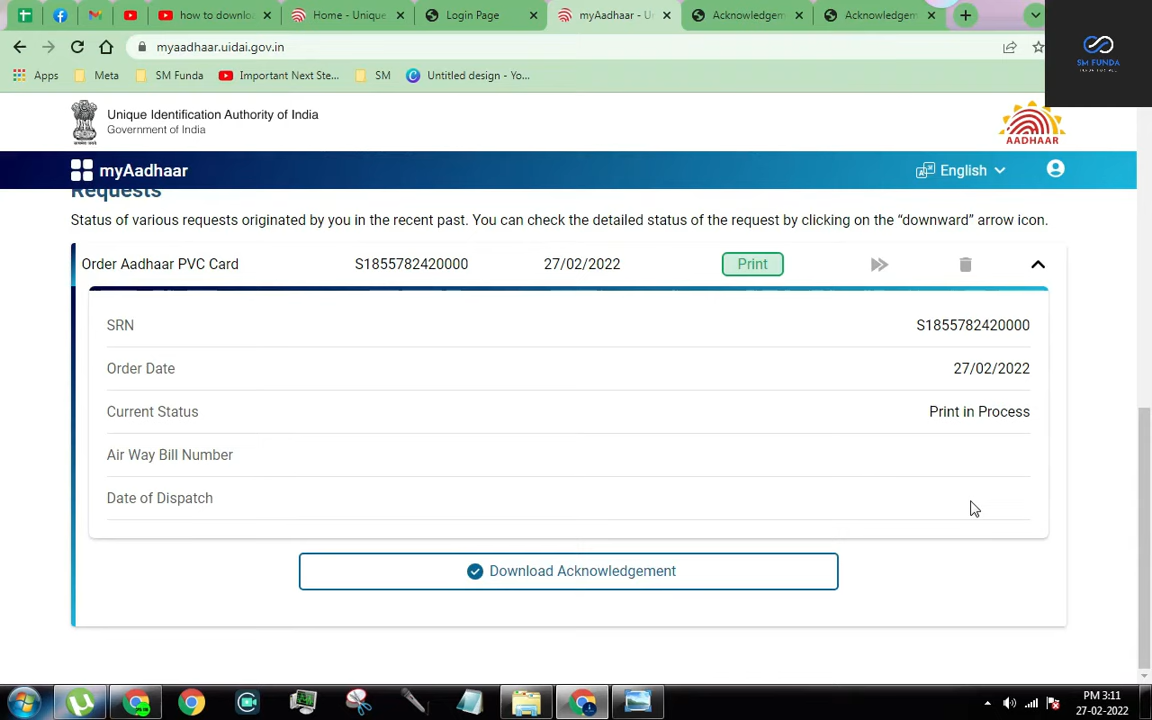 how to downloa
Home - Unique
Login Page
myAadhaar - U
Acknowledgem
Acknowledgem
myaadhaar.uidai.gov.in
Apps
Meta
SM Funda
Important Next Ste...
SM
Untitled design - Yo...
SM FUNDA
Unique Identification Authority of India
Government of India
AADHAAR
myAadhaar
English
Requests
Status of various requests originated by you in the recent past. You can check the detailed status of the request by clicking on the “downward” arrow icon.
Order Aadhaar PVC Card S1855782420000 27/02/2022 Print
SRN S1855782420000
Order Date 27/02/2022
Current Status Print in Process
Air Way Bill Number
Date of Dispatch
Download Acknowledgement
PM 3:11
27-02-2022